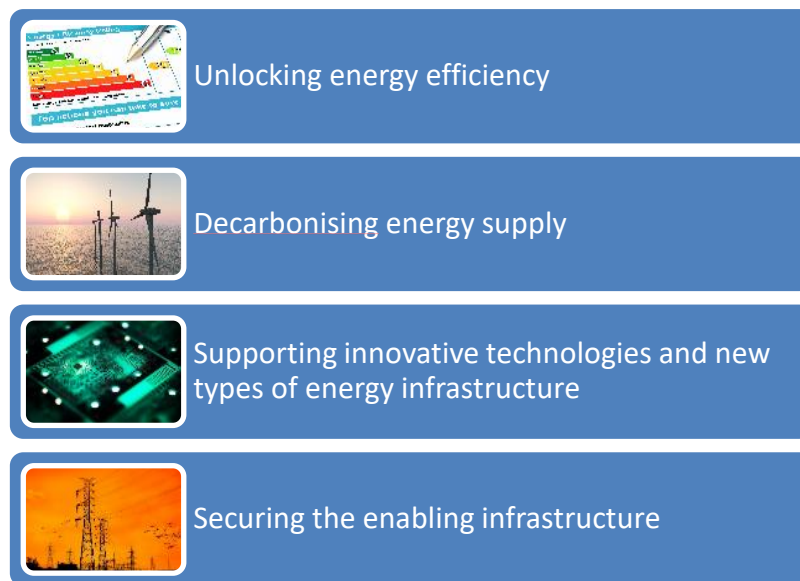 Unlocking energy efficiency
Decarbonising energy supply
Supporting innovative technologies and new
types of energy infrastructure
Securing the enabling infrastructure